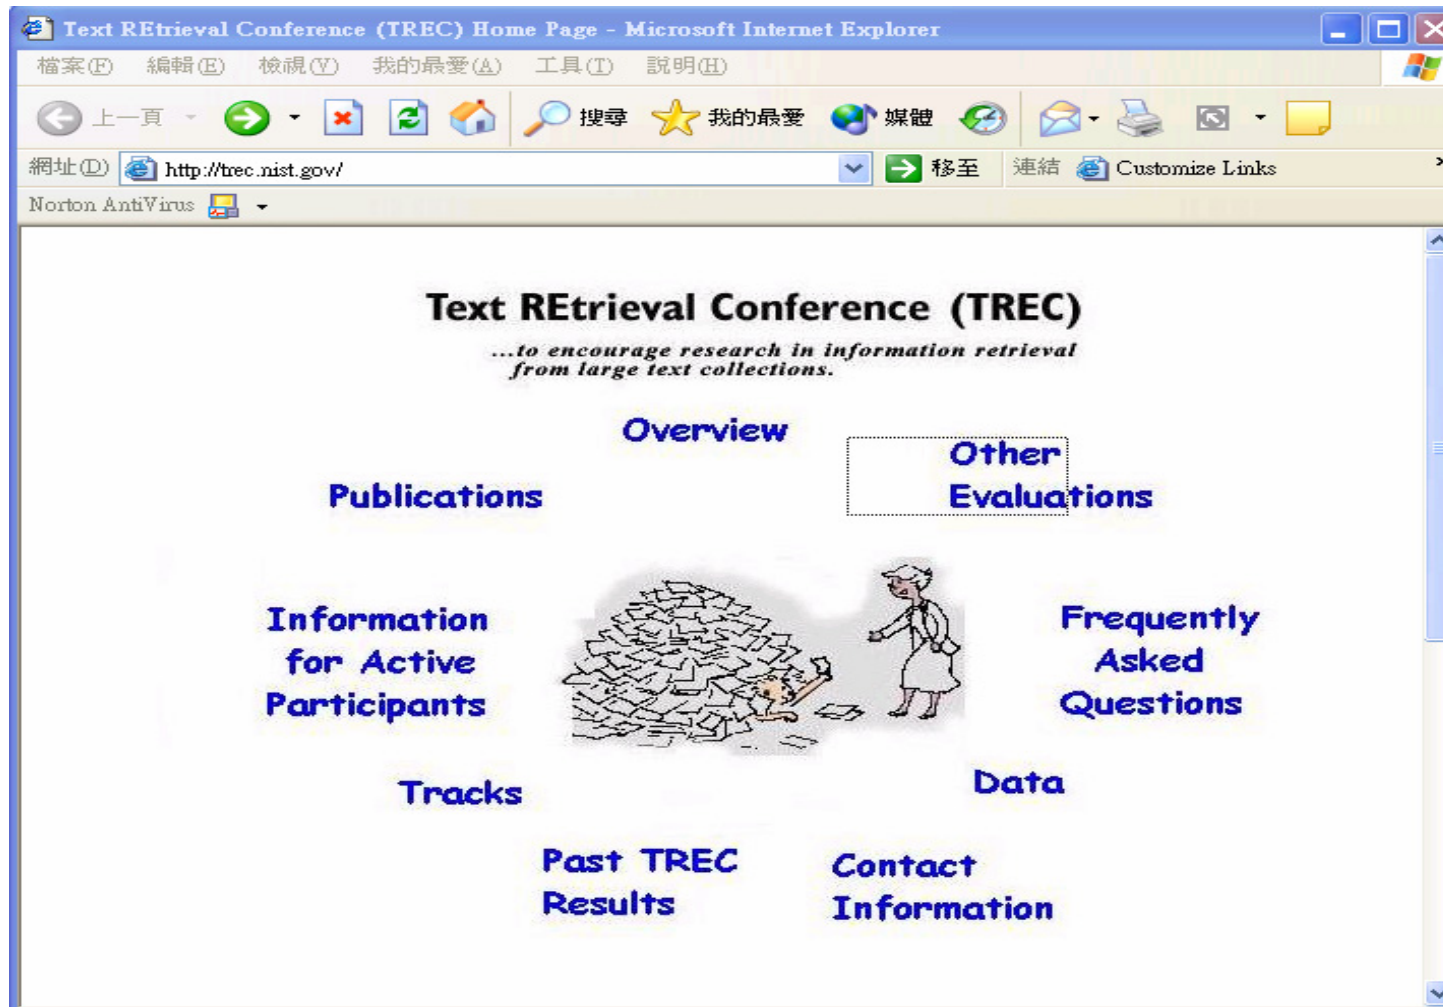 Text REtrieval Conference (TREC) Home Page - Microsoft Internet Explorer
檔案(F) 編輯(E) 檢視(V) 我的最愛(A) 工具(T) 說明(H)
上一頁 搜尋 我的最愛 媒體
網址(D) http://trec.nist.gov/ 移至 連結 Customize Links »
Norton AntiVirus
Text REtrieval Conference (TREC)
...to encourage research in information retrieval
from large text collections.
Overview
Other
Evaluations
Publications
Information
for Active
Participants
Frequently
Asked
Questions
Tracks
Data
Past TREC
Results
Contact
Information